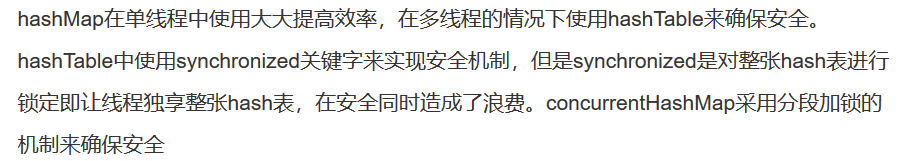 hashMap在单线程中使用大大提高效率，在多线程的情况下使用hashTable来确保安全。
hashTable中使用synchronized关键字来实现安全机制，但是synchronized是对整张hash表进行
锁定即让线程独享整张hash表，在安全同时造成了浪费。concurrentHashMap采用分段加锁的
机制来确保安全